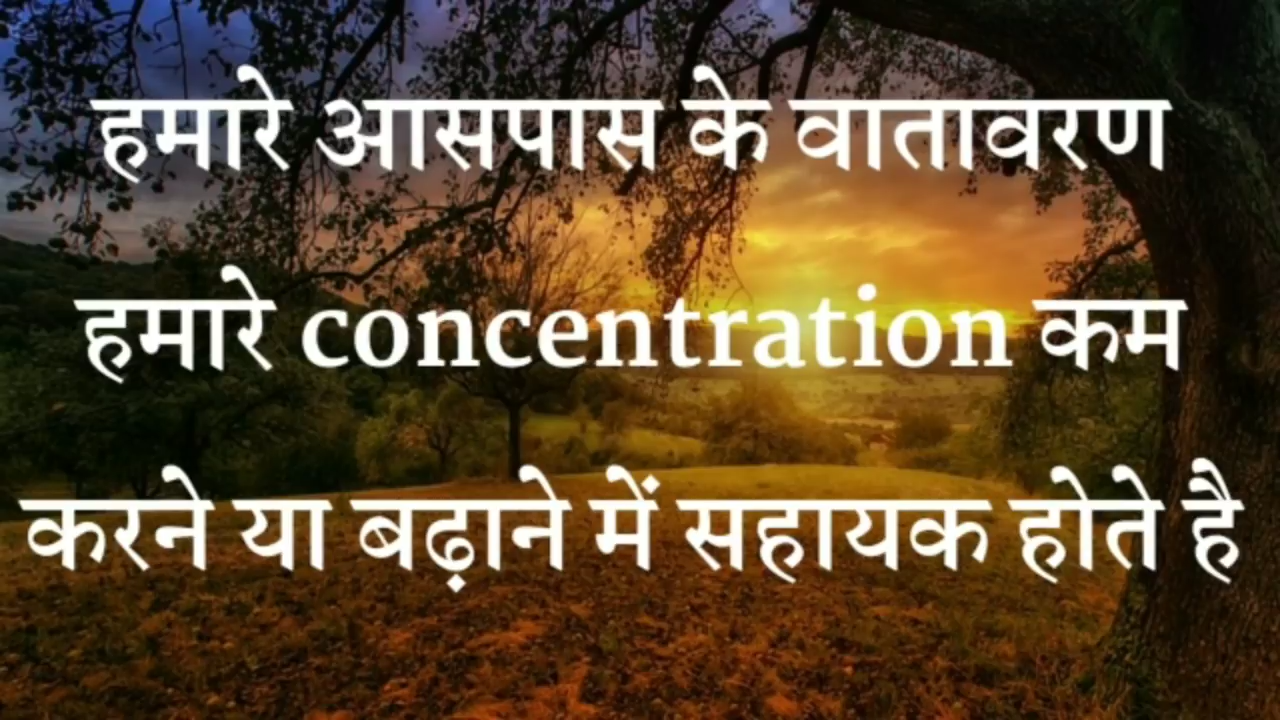 हमारे आसपास के वातावरण
हमारे concentration कम
करने या बढ़ाने में सहायक होते है